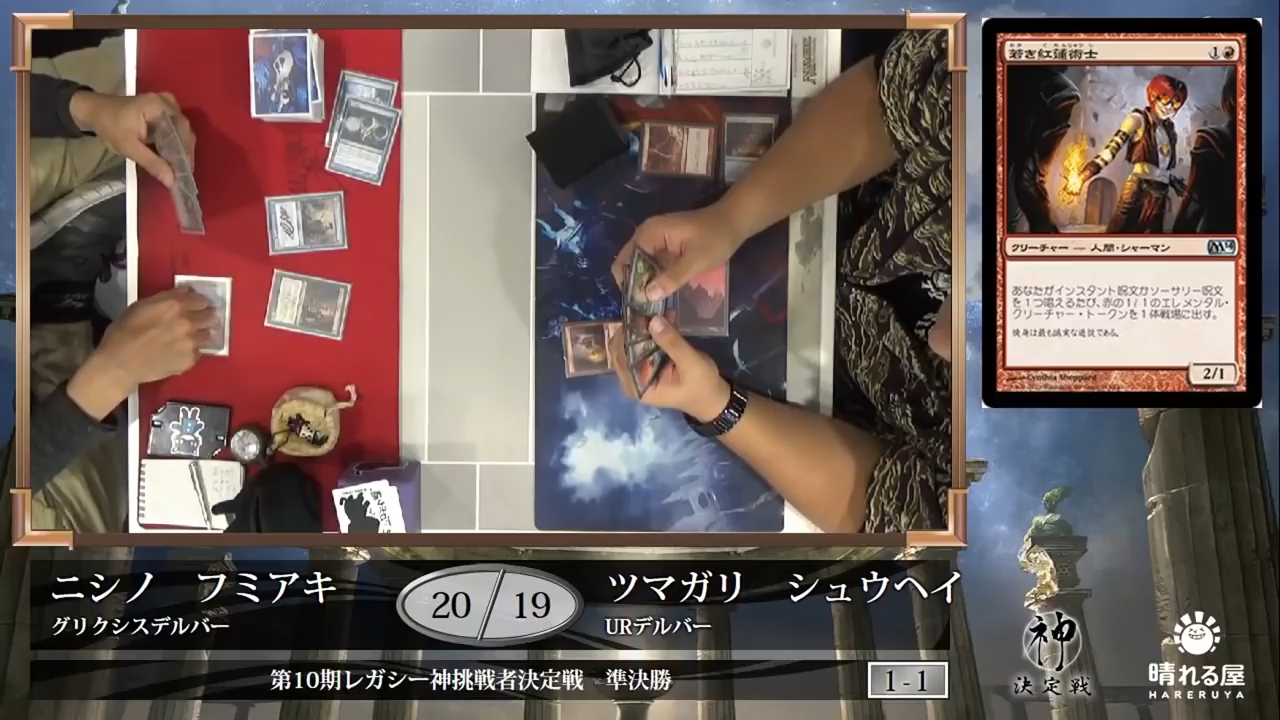 若き紅蓮術士
1
クリーチャー — 人間・シャーマン
M14
あなたがインスタント呪文かソーサリー呪文
を1つ唱えるたび、赤の1/1のエレメンタル・
クリーチャー・トークンを1体戦場に出す。
Cynthia Sheppard
2/1
ニシノ フミアキ
グリクシスデルバー
20 / 19
ツマガリ シュウヘイ
URデルバー
第10期レガシー神挑戦者決定戦 準決勝
1-1
神
決定戦
晴れる屋
HARERUYA